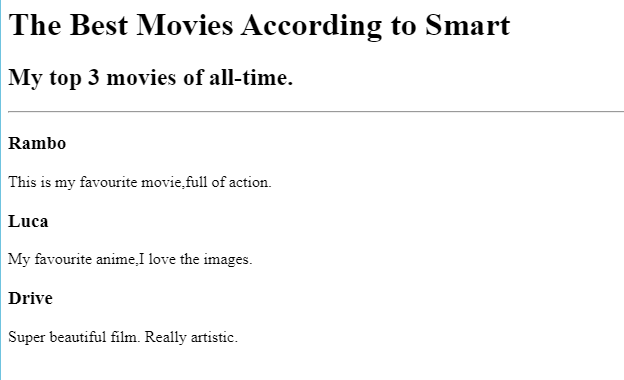 The Best Movies According to Smart
My top 3 movies of all-time.
Rambo
This is my favourite movie,full of action.
Luca
My favourite anime,I love the images.
Drive
Super beautiful film. Really artistic.